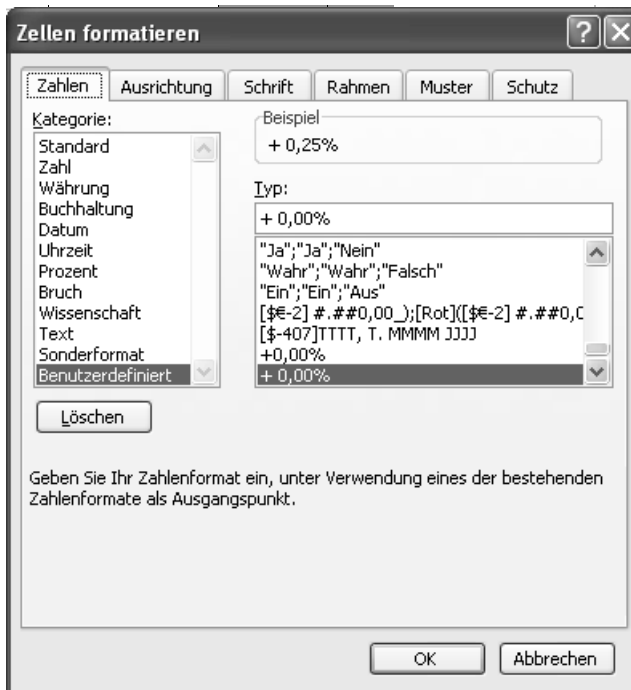 Zellen formatieren
Zahlen Ausrichtung Schrift Rahmen Muster Schutz
Kategorie:
Standard
Zahl
Währung
Buchhaltung
Datum
Uhrzeit
Prozent
Bruch
Wissenschaft
Text
Sonderformat
Benutzerdefiniert
Beispiel
+ 0,25%
Typ:
+ 0,00%
"Ja";"Ja";"Nein"
"Wahr";"Wahr";"Falsch"
"Ein";"Ein";"Aus"
[$€-2] #.##0,00_);[Rot]([$€-2] #.##0,0
[$-407]TTTT, T. MMMM JJJJ
+0,00%
+ 0,00%
Löschen
Geben Sie Ihr Zahlenformat ein, unter Verwendung eines der bestehenden
Zahlenformate als Ausgangspunkt.
OK Abbrechen